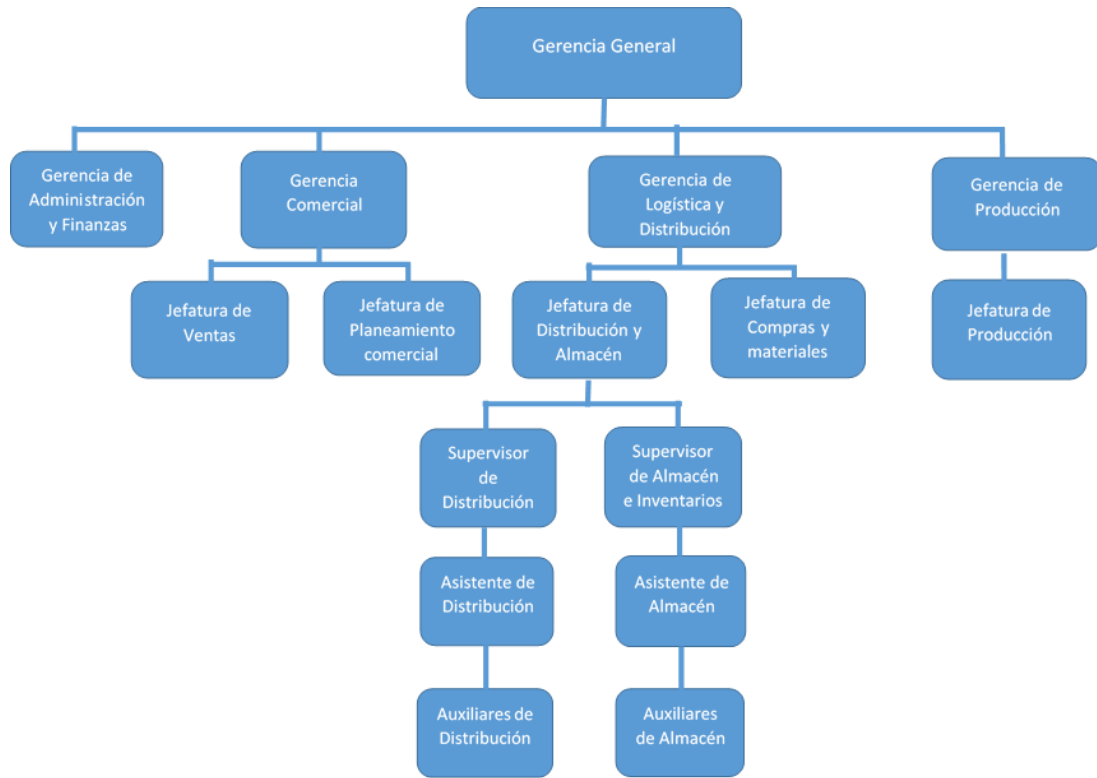 Gerencia General
Gerencia de
Administración
y Finanzas
Gerencia
Comercial
Gerencia de
Logística y
Distribución
Gerencia de
Producción
Jefatura de
Ventas
Jefatura de
Planeamiento
comercial
Jefatura de
Distribución y
Almacén
Jefatura de
Compras y
materiales
Jefatura de
Producción
Supervisor
de
Distribución
Supervisor
de Almacén
e Inventarios
Asistente de
Distribución
Asistente de
Almacén
Auxiliares de
Distribución
Auxiliares
de Almacén